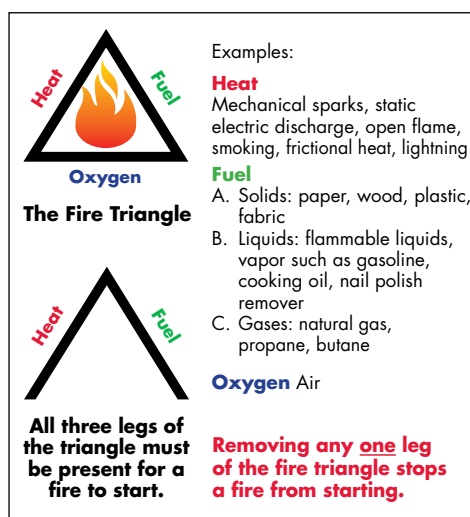 Heat
Fuel
Oxygen
The Fire Triangle
Heat
Fuel
All three legs of
the triangle must
be present for a
fire to start.
Examples:
Heat
Mechanical sparks, static
electric discharge, open flame,
smoking, frictional heat, lightning
Fuel
A. Solids: paper, wood, plastic,
fabric
B. Liquids: flammable liquids,
vapor such as gasoline,
cooking oil, nail polish
remover
C. Gases: natural gas,
propane, butane
Oxygen Air
Removing any one leg
of the fire triangle stops
a fire from starting.